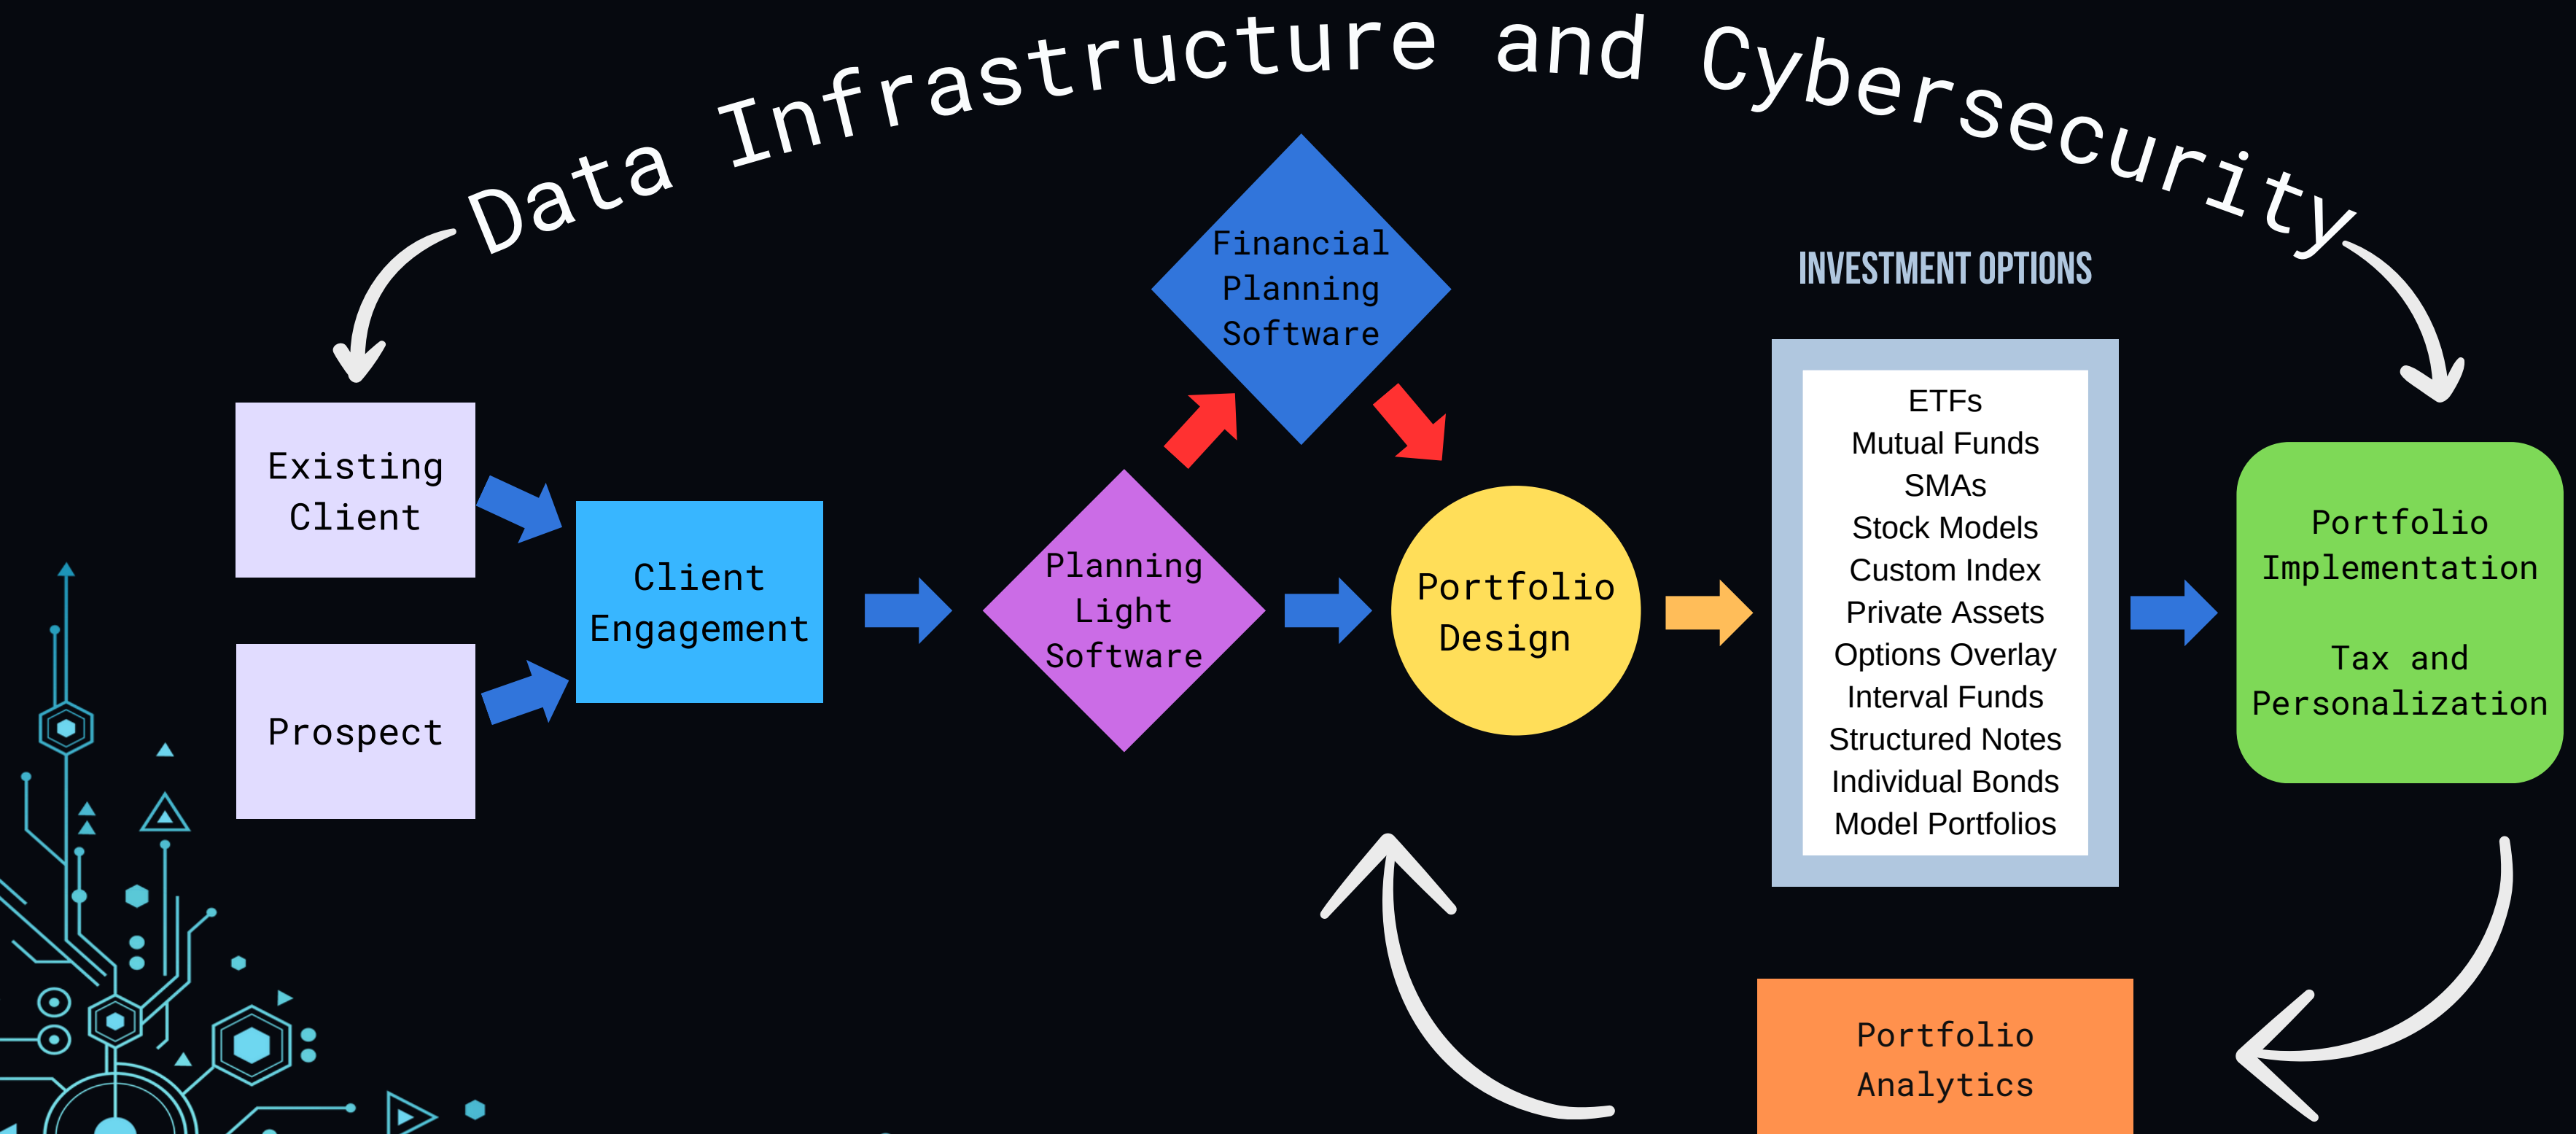 Data Infrastructure and Cybersecurity
Financial
Planning
Software
INVESTMENT OPTIONS
Existing
Client
Prospect
Client
Engagement
Planning
Light
Software
Portfolio
Design
ETFs
Mutual Funds
SMAs
Stock Models
Custom Index
Private Assets
Options Overlay
Interval Funds
Structured Notes
Individual Bonds
Model Portfolios
Portfolio
Implementation
Tax and
Personalization
Portfolio
Analytics